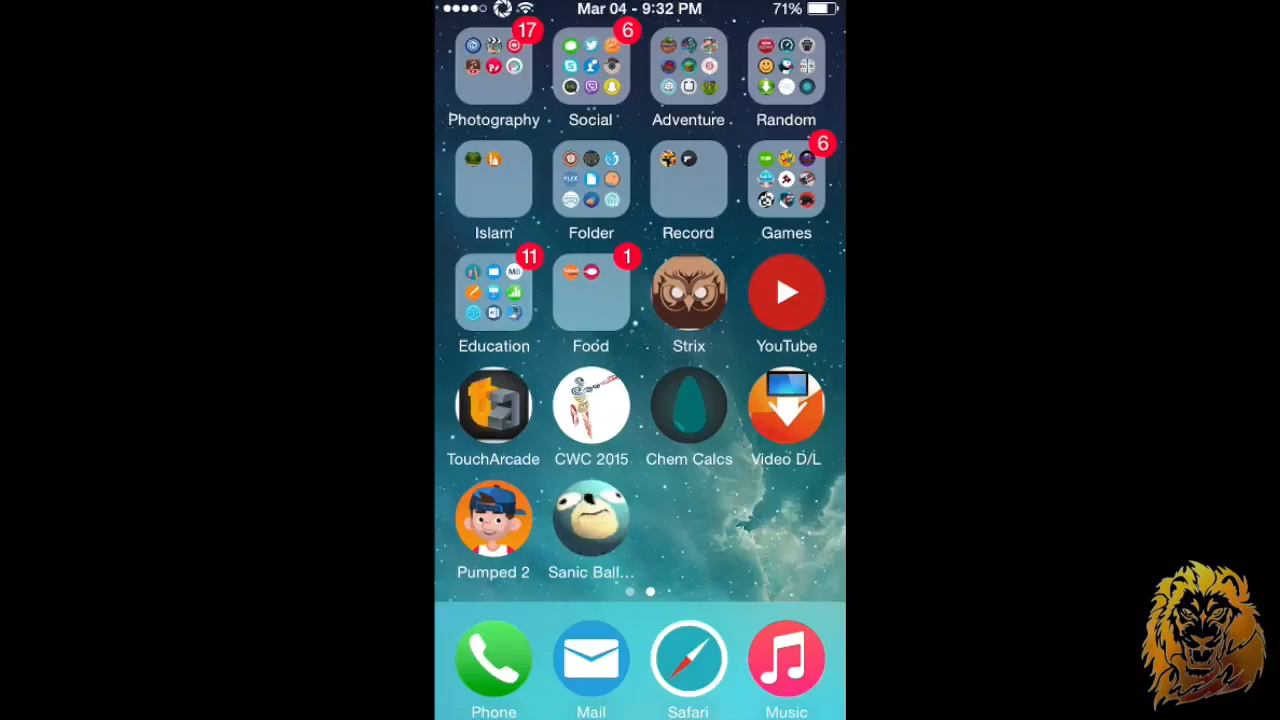 Mar 04 - 9:32 PM 71%
17 6
Photography Social Adventure Random
6
Islam Folder Record Games
11 1
Education Food Strix YouTube
TouchArcade CWC 2015 Chem Calcs Video D/L
Pumped 2 Sanic Ball...
Phone Mail Safari Music